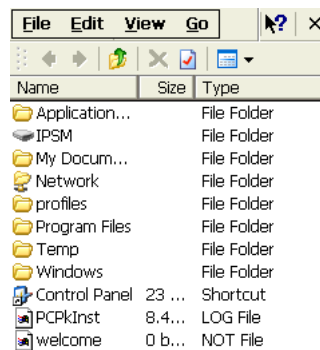 File Edit View Go ?
Name Size Type
Application... File Folder
IPSM File Folder
My Docum... File Folder
Network File Folder
profiles File Folder
Program Files File Folder
Temp File Folder
Windows File Folder
Control Panel 23 ... Shortcut
PCPkInst 8.4... LOG File
welcome 0 b... NOT File